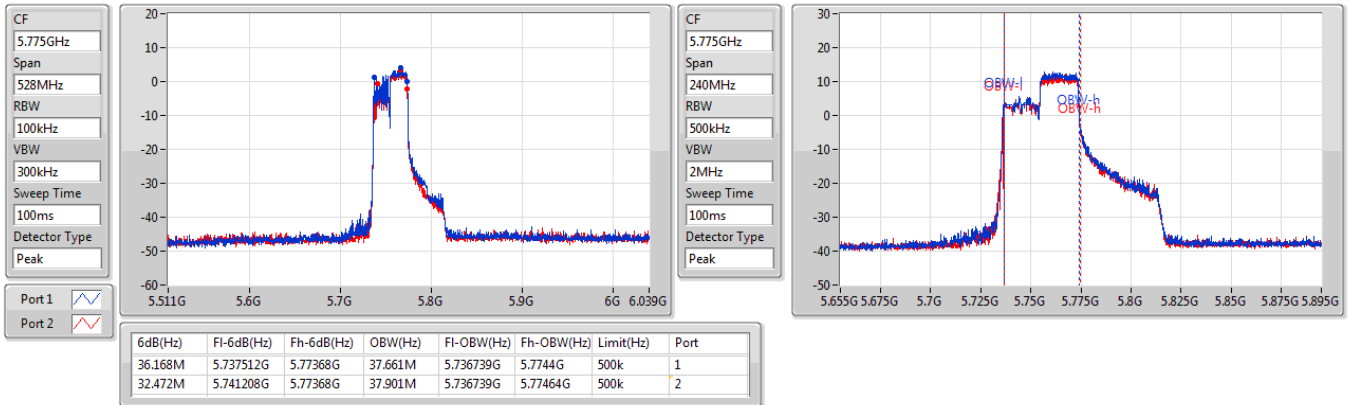 CF
5.775GHz
Span
528MHz
RBW
100kHz
VBW
300kHz
Sweep Time
100ms
Detector Type
Peak
Port 1
Port 2
20-
10-
0-
-10-
-20-
-30-
-40-
-50-
-60-
5.511G 5.6G 5.7G 5.8G 5.9G 6G 6.039G
CF
5.775GHz
Span
240MHz
RBW
500kHz
VBW
2MHz
Sweep Time
100ms
Detector Type
Peak
30-
20-
10-
0-
-10-
-20-
-30-
-40-
-50-
OBW-l
OBW-l
OBW-h
OBW-h
5.655G 5.675G 5.7G 5.725G 5.75G 5.775G 5.8G 5.825G 5.85G 5.875G 5.895G
6dB(Hz) Fl-6dB(Hz) Fh-6dB(Hz) OBW(Hz) Fl-OBW(Hz) Fh-OBW(Hz) Limit(Hz) Port
36.168M 5.737512G 5.77368G 37.661M 5.736739G 5.7744G 500k 1
32.472M 5.741208G 5.77368G 37.901M 5.736739G 5.77464G 500k 2